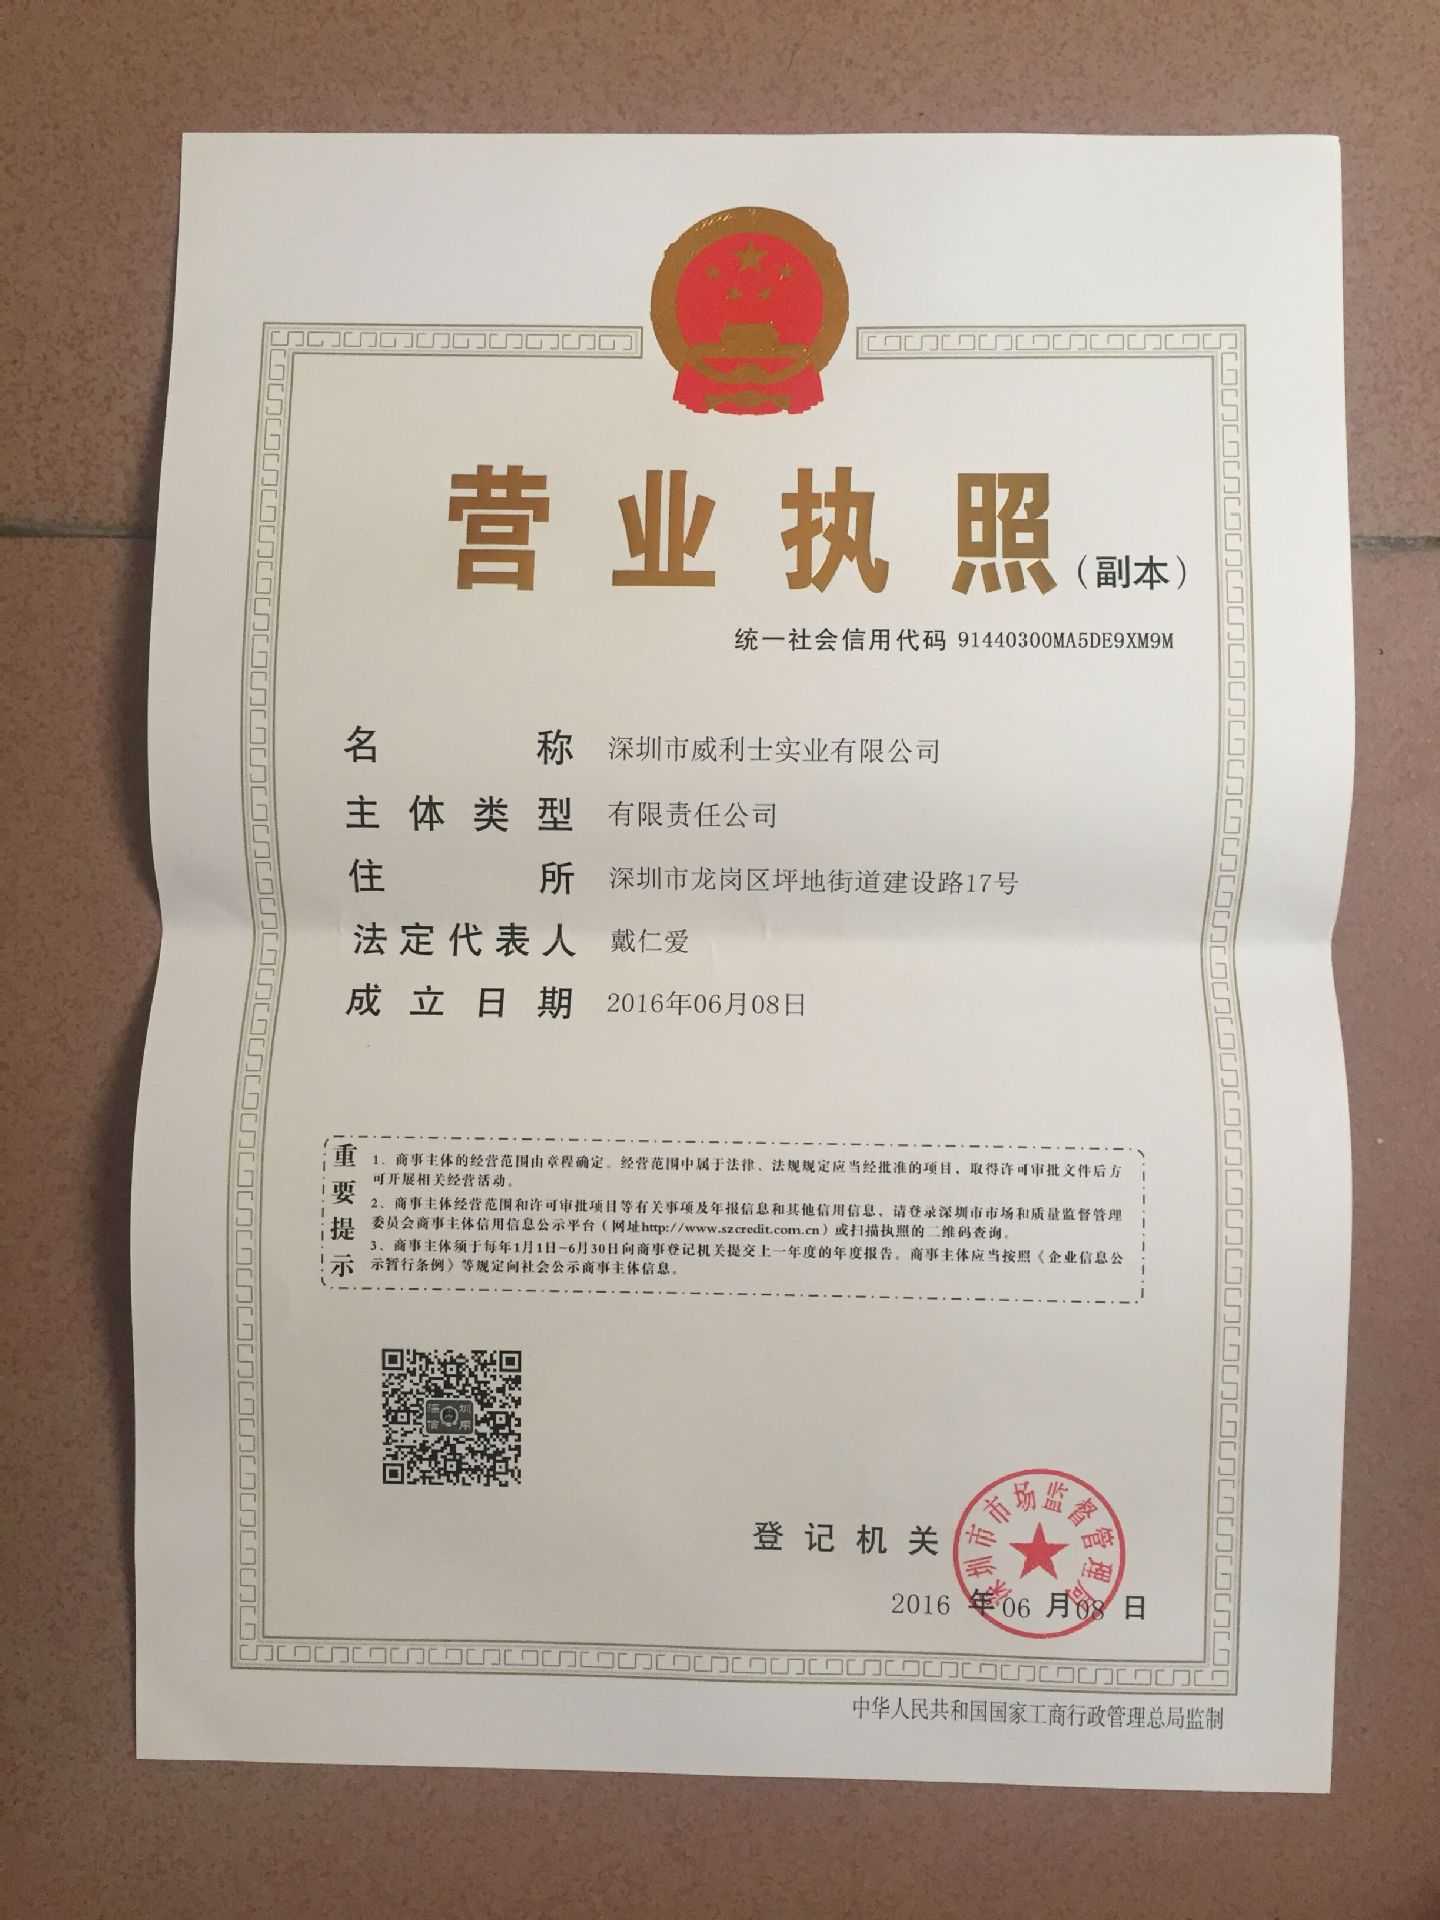 营业执照(副本)
统一社会信用代码 91440300MA5DE9XM9M
名称 深圳市威利士实业有限公司
主体类型 有限责任公司
住所 深圳市龙岗区坪地街道建设路17号
法定代表人 戴仁爱
成立日期 2016年06月08日
重要提示
1、商事主体的经营范围由章程确定。经营范围中属于法律、法规规定应当经批准的项目，取得许可审批文件后方
可开展相关经营活动。
2、商事主体经营范围和许可审批项目等有关事项及年报信息和其他信用信息，请登录深圳市市场和质量监督管理
委员会商事主体信用信息公示平台（网址http://www.szcredit.com.cn）或扫描执照的二维码查询。
3、商事主体须于每年1月1日-6月30日向商事登记机关提交上一年度的年度报告。商事主体应当按照《企业信息公
示暂行条例》等规定向社会公示商事主体信息。
深圳
信用
登记机关
深圳市市场监督管理局
2016 年 06 月 08 日
中华人民共和国国家工商行政管理总局监制